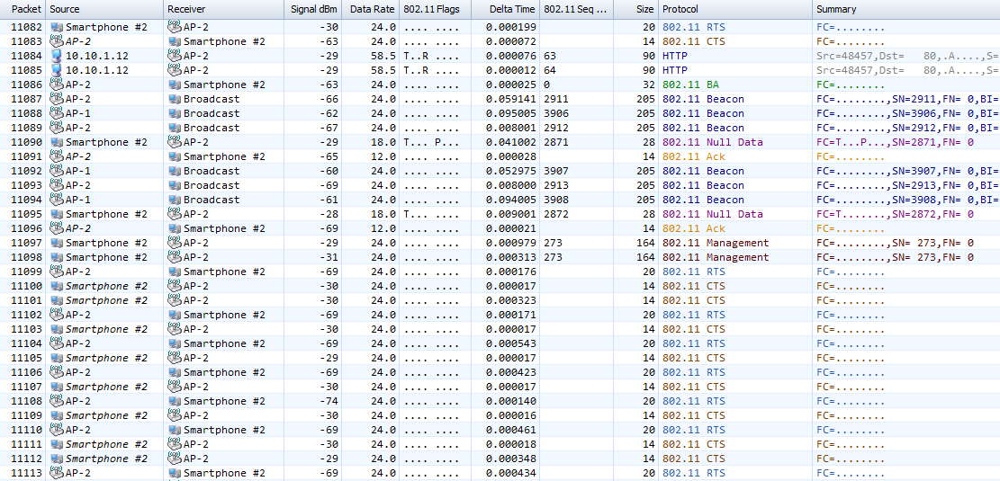 Packet Source Receiver Signal dBm Data Rate 802.11 Flags Delta Time 802.11 Seq ... Size Protocol Summary
11082 Smartphone #2 AP-2 -30 24.0 .... .... 0.000199 20 802.11 RTS FC=........
11083 AP-2 Smartphone #2 -63 24.0 .... .... 0.000072 14 802.11 CTS FC=........
11084 10.10.1.12 AP-2 -29 58.5 T..R .... 0.000076 63 90 HTTP Src=48457,Dst= 80,.A....,S=
11085 10.10.1.12 AP-2 -29 58.5 T..R .... 0.000012 64 90 HTTP Src=48457,Dst= 80,.A....,S=
11086 AP-2 Smartphone #2 -63 24.0 .... .... 0.000025 0 32 802.11 BA FC=........
11087 AP-2 Broadcast -66 24.0 .... .... 0.059141 2911 205 802.11 Beacon FC=........,SN=2911,FN= 0,BI=
11088 AP-1 Broadcast -62 24.0 .... .... 0.095005 3906 205 802.11 Beacon FC=........,SN=3906,FN= 0,BI=
11089 AP-2 Broadcast -67 24.0 .... .... 0.008001 2912 205 802.11 Beacon FC=........,SN=2912,FN= 0,BI=
11090 Smartphone #2 AP-2 -29 18.0 T... P... 0.041002 2871 28 802.11 Null Data FC=T...P...,SN=2871,FN= 0
11091 AP-2 Smartphone #2 -65 12.0 .... .... 0.000028 14 802.11 Ack FC=........
11092 AP-1 Broadcast -60 24.0 .... .... 0.052975 3907 205 802.11 Beacon FC=........,SN=3907,FN= 0,BI=
11093 AP-2 Broadcast -69 24.0 .... .... 0.008000 2913 205 802.11 Beacon FC=........,SN=2913,FN= 0,BI=
11094 AP-1 Broadcast -61 24.0 .... .... 0.094005 3908 205 802.11 Beacon FC=........,SN=3908,FN= 0,BI=
11095 Smartphone #2 AP-2 -28 18.0 T... .... 0.009001 2872 28 802.11 Null Data FC=T.......,SN=2872,FN= 0
11096 AP-2 Smartphone #2 -69 12.0 .... .... 0.000021 14 802.11 Ack FC=........
11097 Smartphone #2 AP-2 -29 24.0 .... .... 0.000979 273 164 802.11 Management FC=........,SN= 273,FN= 0
11098 Smartphone #2 AP-2 -31 24.0 .... .... 0.000313 273 164 802.11 Management FC=........,SN= 273,FN= 0
11099 AP-2 Smartphone #2 -69 24.0 .... .... 0.000176 20 802.11 RTS FC=........
11100 Smartphone #2 AP-2 -30 24.0 .... .... 0.000017 14 802.11 CTS FC=........
11101 Smartphone #2 AP-2 -30 24.0 .... .... 0.000323 14 802.11 CTS FC=........
11102 AP-2 Smartphone #2 -69 24.0 .... .... 0.000171 20 802.11 RTS FC=........
11103 Smartphone #2 AP-2 -30 24.0 .... .... 0.000017 14 802.11 CTS FC=........
11104 AP-2 Smartphone #2 -69 24.0 .... .... 0.000543 20 802.11 RTS FC=........
11105 Smartphone #2 AP-2 -29 24.0 .... .... 0.000017 14 802.11 CTS FC=........
11106 AP-2 Smartphone #2 -69 24.0 .... .... 0.000423 20 802.11 RTS FC=........
11107 Smartphone #2 AP-2 -30 24.0 .... .... 0.000017 14 802.11 CTS FC=........
11108 AP-2 Smartphone #2 -74 24.0 .... .... 0.000140 20 802.11 RTS FC=........
11109 Smartphone #2 AP-2 -30 24.0 .... .... 0.000016 14 802.11 CTS FC=........
11110 AP-2 Smartphone #2 -69 24.0 .... .... 0.000461 20 802.11 RTS FC=........
11111 Smartphone #2 AP-2 -30 24.0 .... .... 0.000018 14 802.11 CTS FC=........
11112 Smartphone #2 AP-2 -29 24.0 .... .... 0.000348 14 802.11 CTS FC=........
11113 AP-2 Smartphone #2 -69 24.0 .... .... 0.000434 20 802.11 RTS FC=........